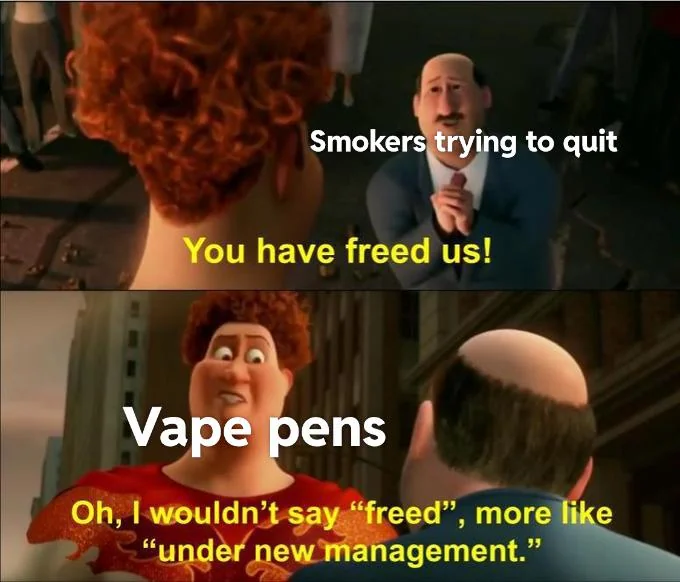 Smokers trying to quit
You have freed us!
Vape pens
Oh, I wouldn’t say “freed”, more like
“under new management.”